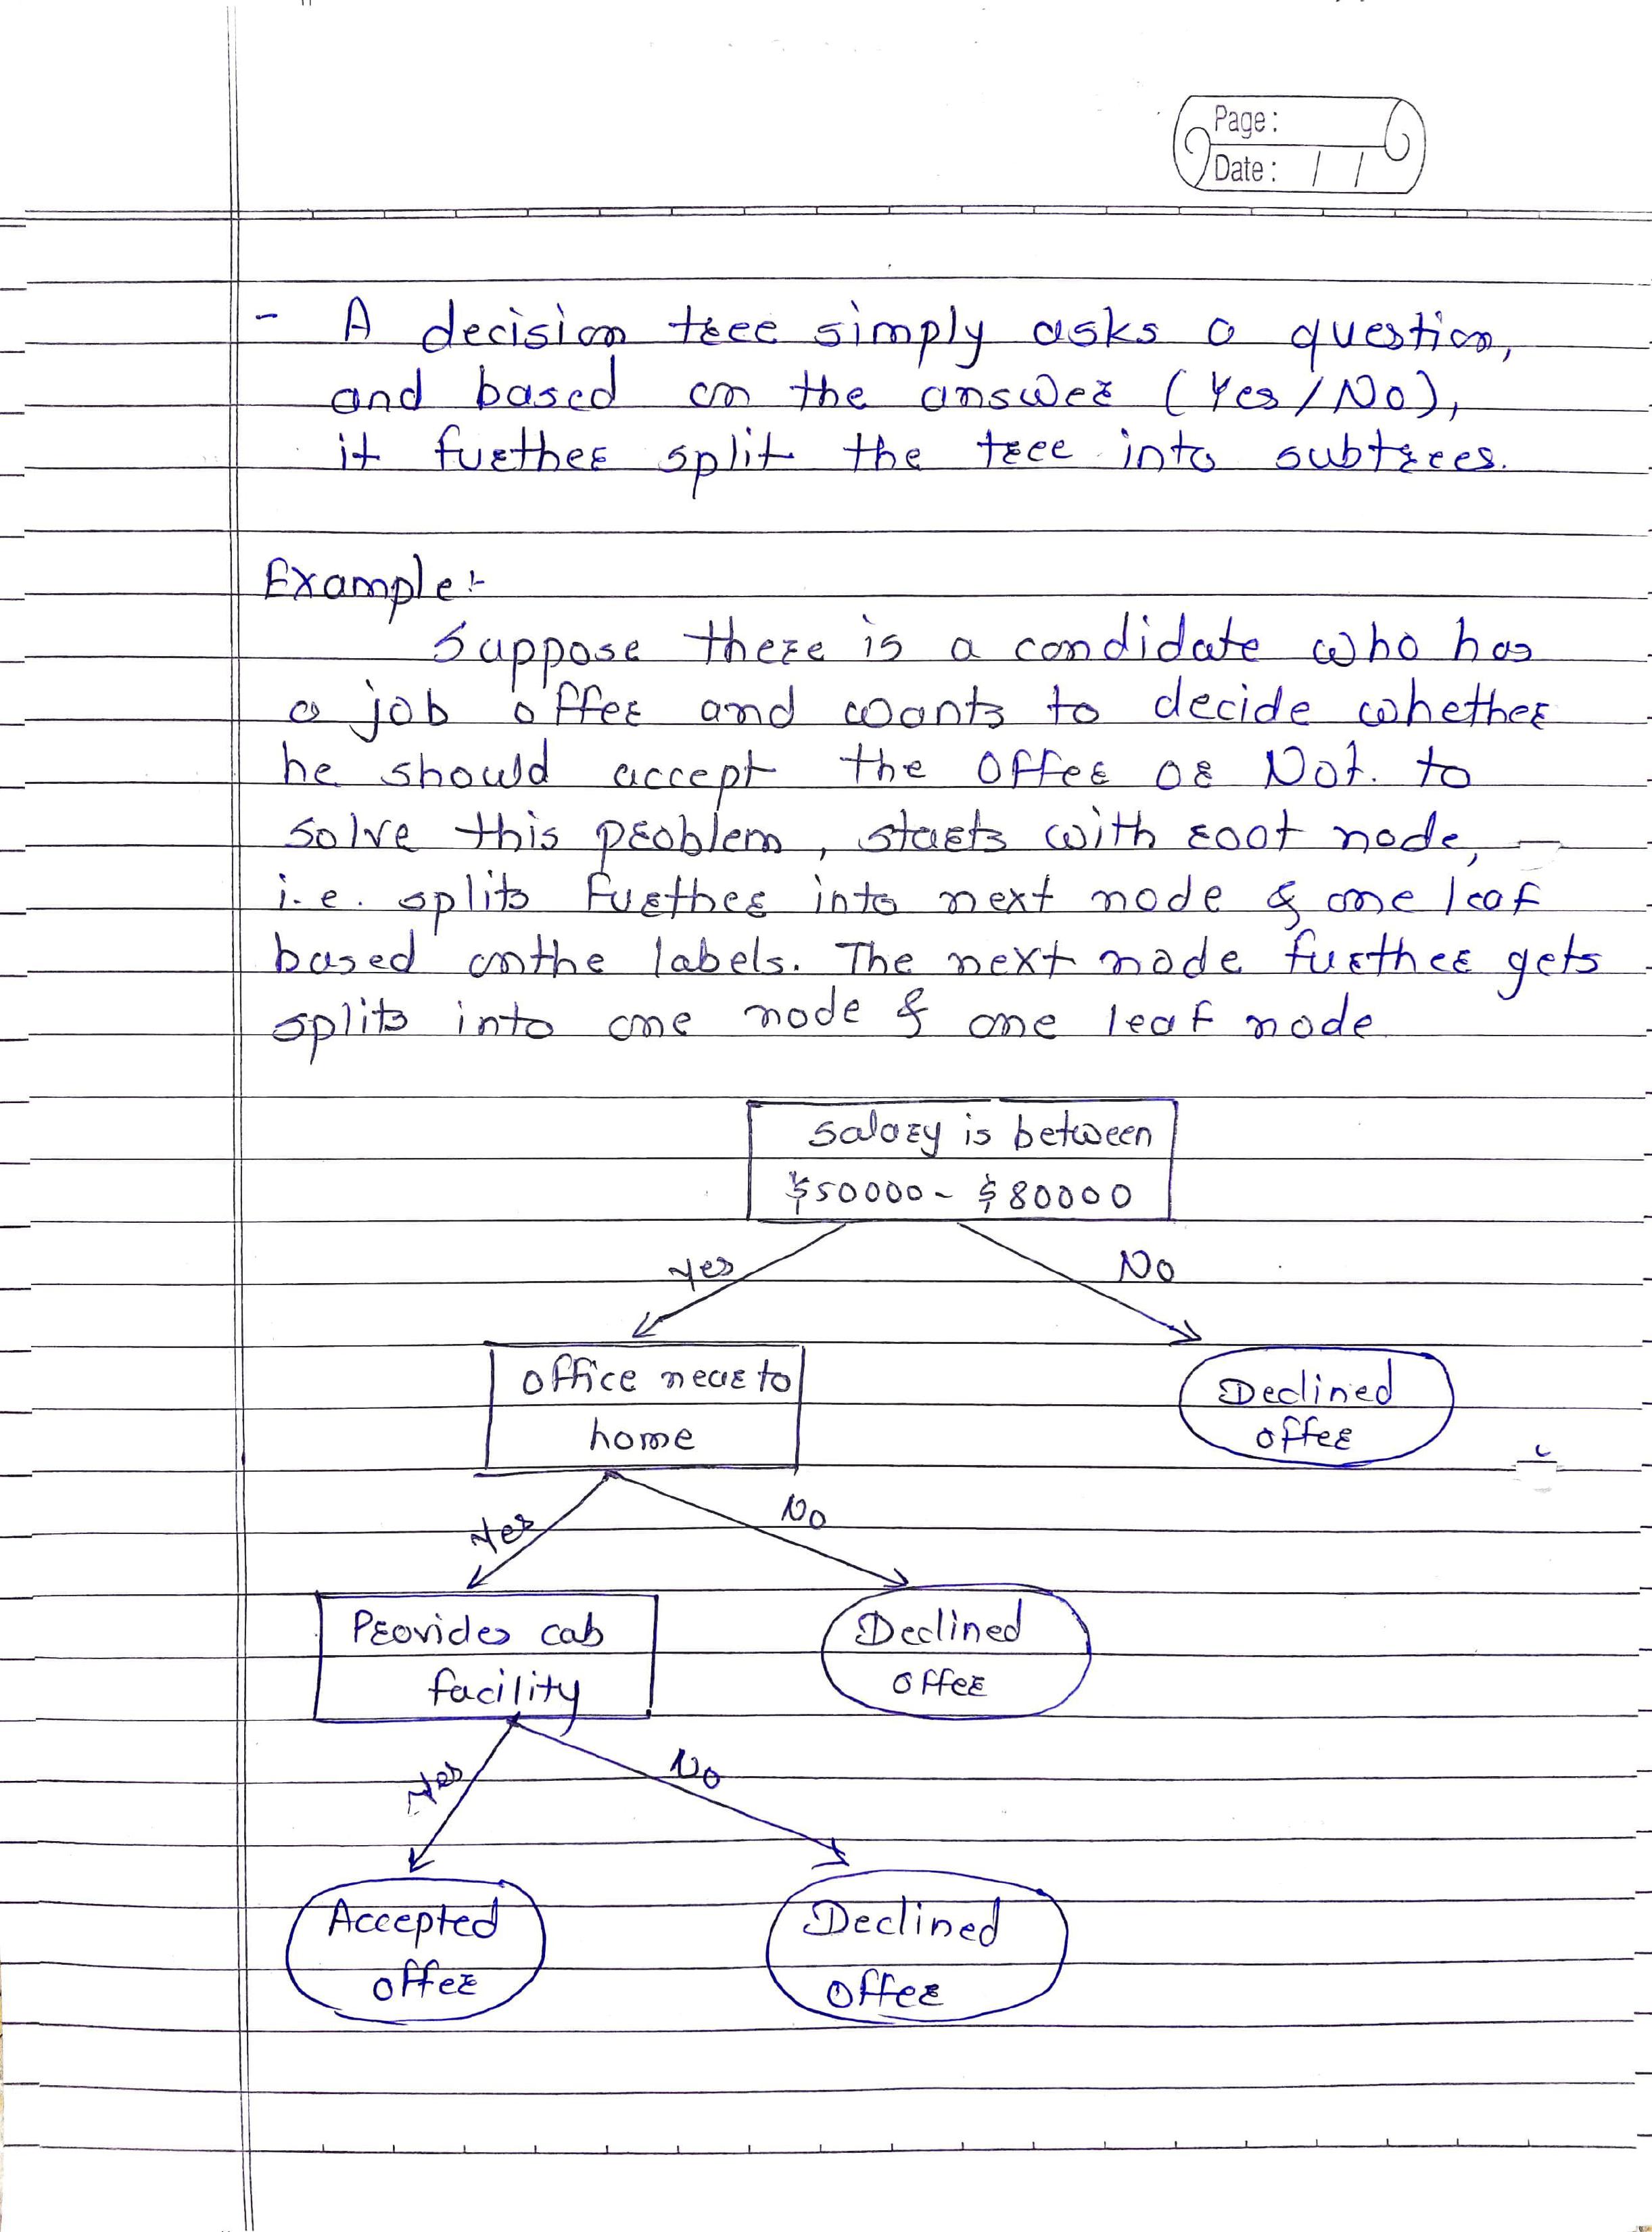 Page :
Date : / /
- A decision tree simply asks a question,
and based on the answer (Yes / No),
it further split the tree into subtrees.
Example:-
Suppose there is a candidate who has
a job offer and wants to decide whether
he should accept the offer or Not. to
solve this problem, starts with root node,
i.e. splits further into next node & one leaf
based on the labels. The next node further gets
splits into one node & one leaf node
Salary is between
$50000 - $80000
Yes
No
office near to
home
Declined
offer
Yes
No
Provides cab
facility
Declined
offer
Yes
No
Accepted
offer
Declined
offer